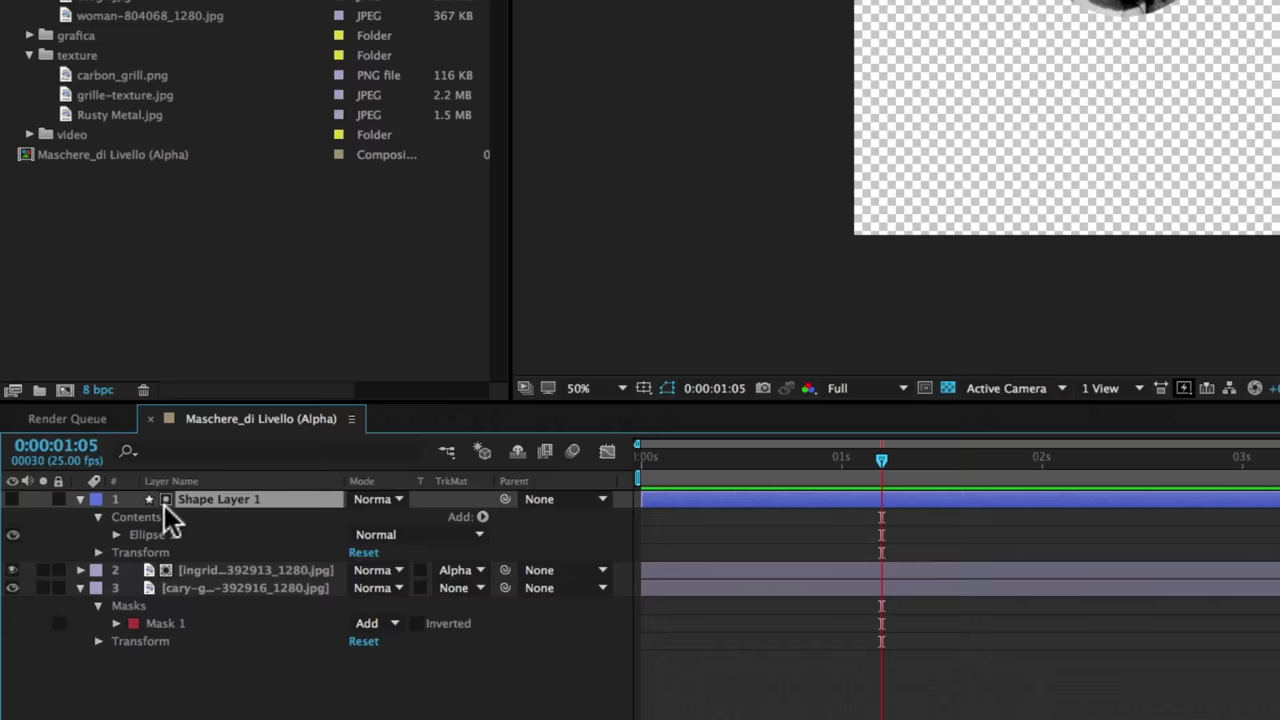 woman-804068_1280.jpg JPEG 367 KB
grafica Folder
texture Folder
carbon_grill.png PNG file 116 KB
grille-texture.jpg JPEG 2.2 MB
Rusty Metal.jpg JPEG 1.5 MB
video Folder
Maschere_di Livello (Alpha) Composi... 0
8 bpc
50% 0:00:01:05 Full Active Camera 1 View
Render Queue × Maschere_di Livello (Alpha)
0:00:01:05
00030 (25.00 fps)
:00s 01s 02s 03s
# Layer Name Mode T TrkMat Parent
1 Shape Layer 1 Norma None
Contents Add:
Ellipse Normal
Transform Reset
2 [ingrid...392913_1280.jpg] Norma Alpha None
3 [cary-g...-392916_1280.jpg] Norma None None
Masks
Mask 1 Add Inverted
Transform Reset